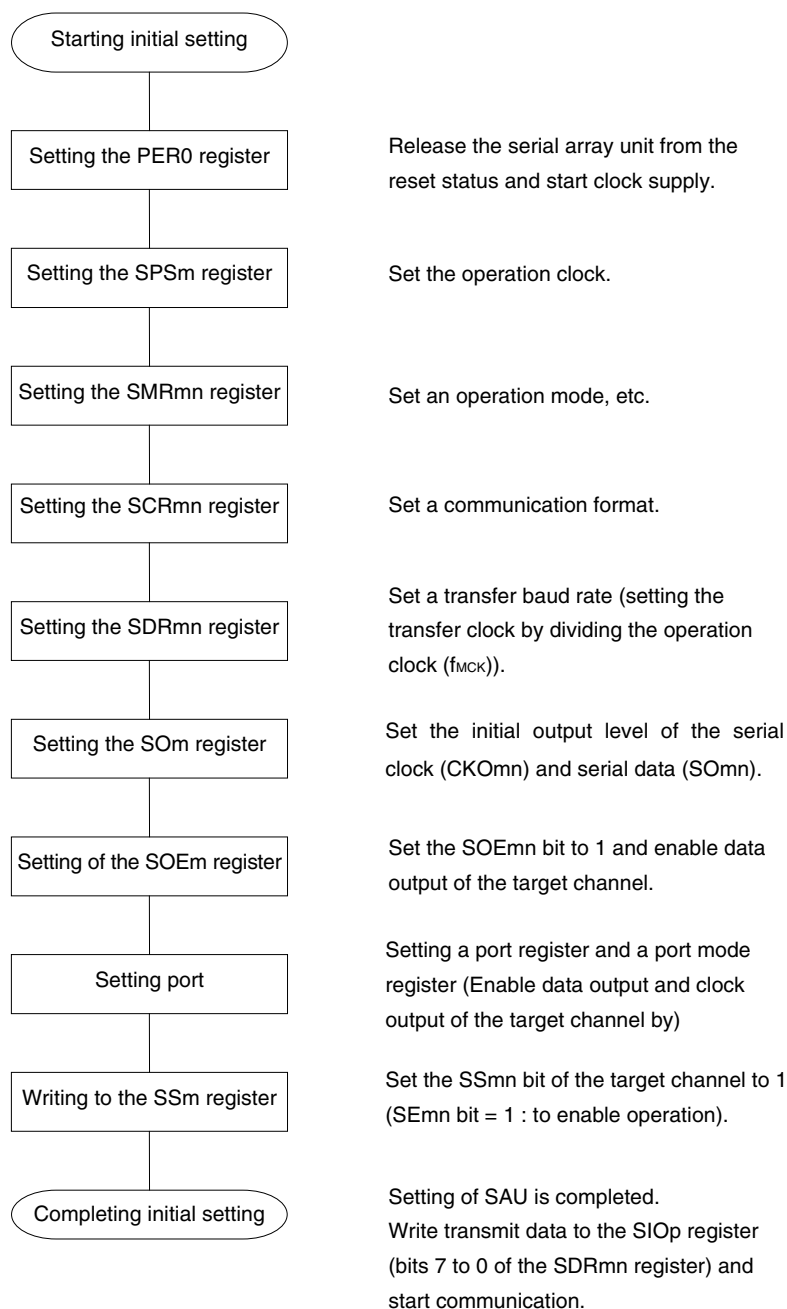 Starting initial setting
Setting the PER0 register
Release the serial array unit from the
reset status and start clock supply.
Setting the SPSm register
Set the operation clock.
Setting the SMRmn register
Set an operation mode, etc.
Setting the SCRmn register
Set a communication format.
Setting the SDRmn register
Set a transfer baud rate (setting the
transfer clock by dividing the operation
clock (fMCK)).
Setting the SOm register
Set the initial output level of the serial
clock (CKOmn) and serial data (SOmn).
Setting of the SOEm register
Set the SOEmn bit to 1 and enable data
output of the target channel.
Setting port
Setting a port register and a port mode
register (Enable data output and clock
output of the target channel by)
Writing to the SSm register
Set the SSmn bit of the target channel to 1
(SEmn bit = 1 : to enable operation).
Completing initial setting
Setting of SAU is completed.
Write transmit data to the SIOp register
(bits 7 to 0 of the SDRmn register) and
start communication.